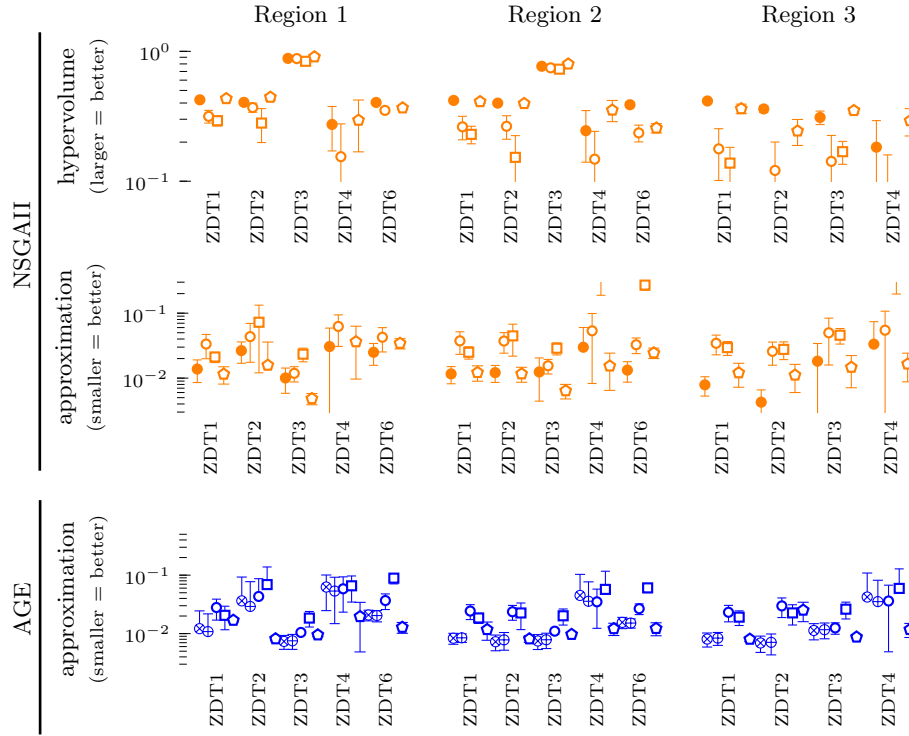 Region 1 Region 2 Region 3
NSGAII
hypervolume
(larger = better)
10^0
10^{-1}
ZDT1 ZDT2 ZDT3 ZDT4 ZDT6 ZDT1 ZDT2 ZDT3 ZDT4 ZDT6 ZDT1 ZDT2 ZDT3 ZDT4
approximation
(smaller = better)
10^{-1}
10^{-2}
ZDT1 ZDT2 ZDT3 ZDT4 ZDT6 ZDT1 ZDT2 ZDT3 ZDT4 ZDT6 ZDT1 ZDT2 ZDT3 ZDT4
AGE
approximation
(smaller = better)
10^{-1}
10^{-2}
ZDT1 ZDT2 ZDT3 ZDT4 ZDT6 ZDT1 ZDT2 ZDT3 ZDT4 ZDT6 ZDT1 ZDT2 ZDT3 ZDT4